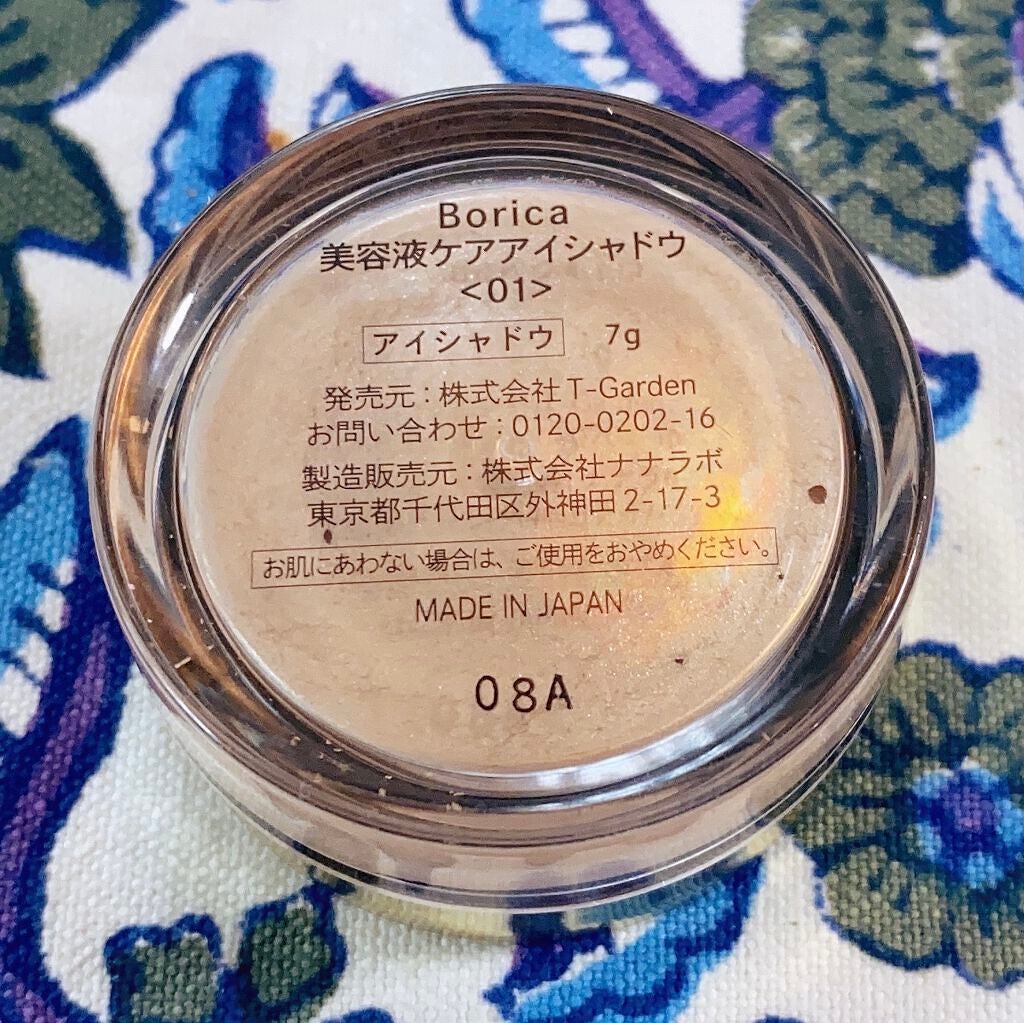 Borica
美容液ケアアイシャドウ
<01>
アイシャドウ 7g
発売元：株式会社T-Garden
お問い合わせ：0120-0202-16
製造販売元：株式会社ナナラボ
東京都千代田区外神田2-17-3
お肌にあわない場合は、ご使用をおやめください。
MADE IN JAPAN
08A